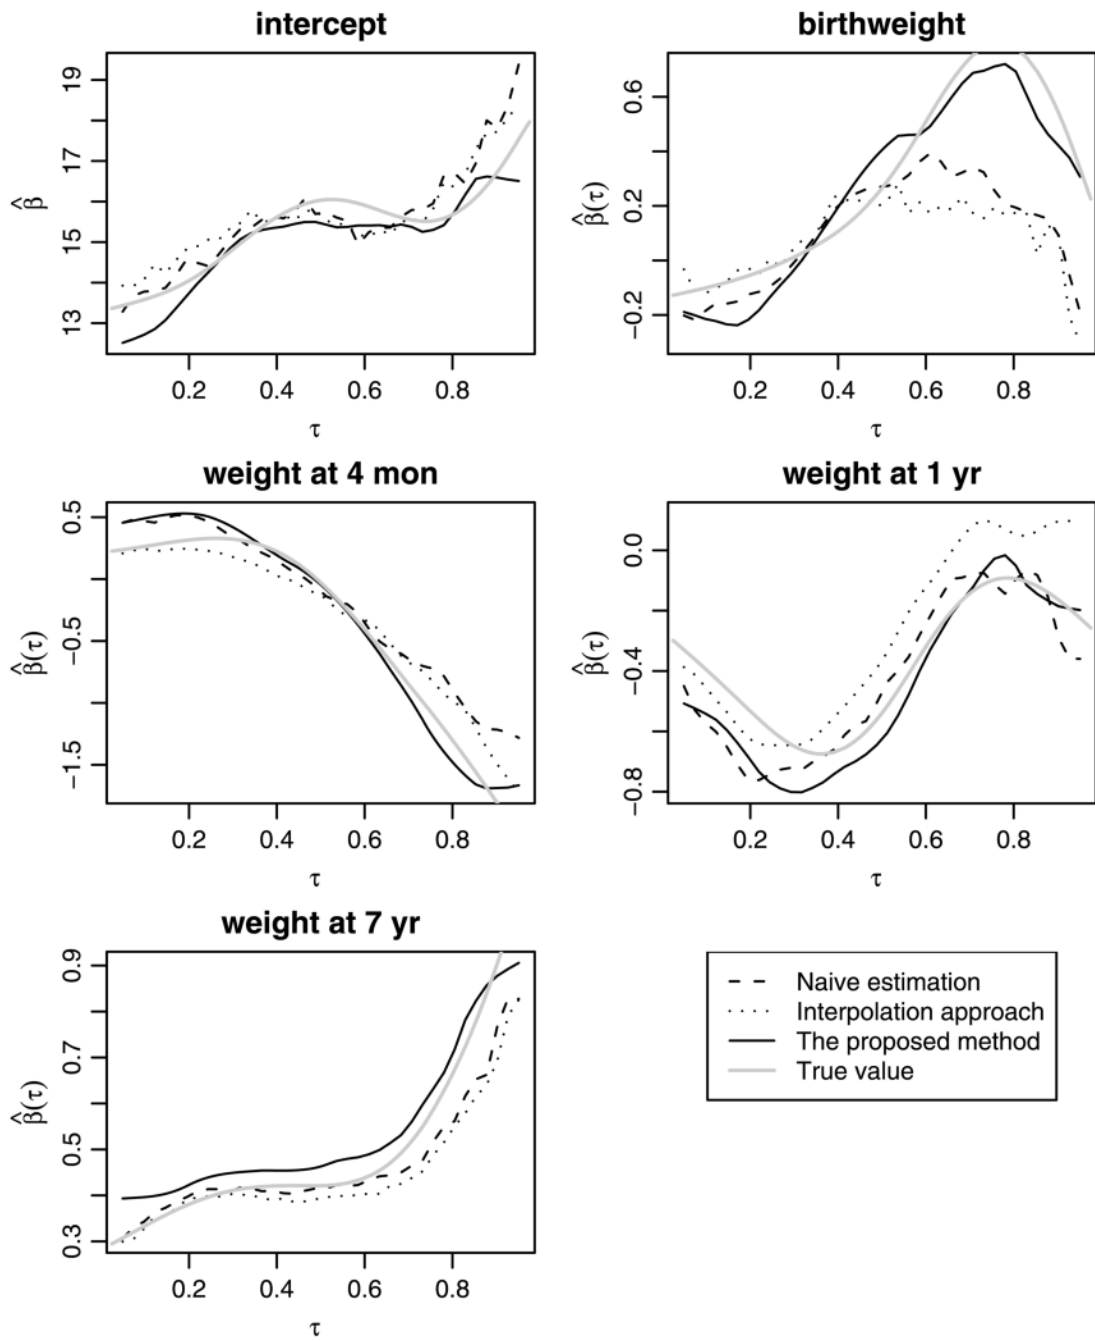 intercept
19
17
15
13
β̂
0.2 0.4 0.6 0.8
τ
birthweight
0.6
0.2
−0.2
β̂(τ)
0.2 0.4 0.6 0.8
τ
weight at 4 mon
0.5
−0.5
−1.5
β̂(τ)
0.2 0.4 0.6 0.8
τ
weight at 1 yr
0.0
−0.4
−0.8
β̂(τ)
0.2 0.4 0.6 0.8
τ
weight at 7 yr
0.9
0.7
0.5
0.3
β̂(τ)
0.2 0.4 0.6 0.8
τ
Naive estimation
Interpolation approach
The proposed method
True value